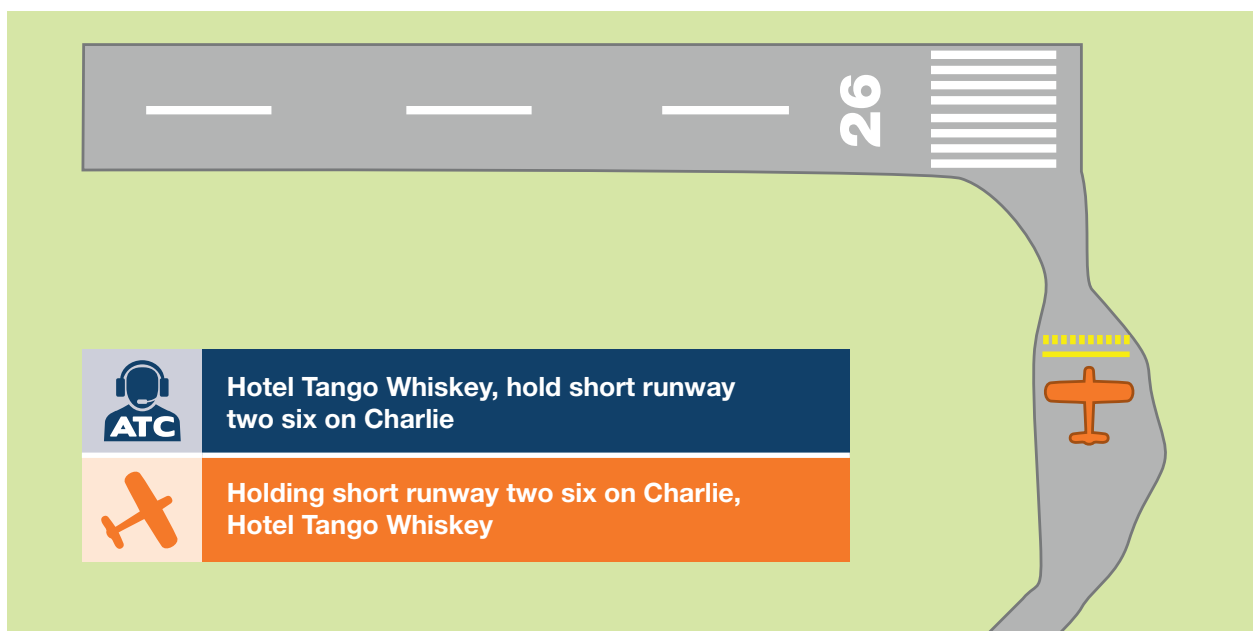 26
Hotel Tango Whiskey, hold short runway
two six on Charlie
ATC
Holding short runway two six on Charlie,
Hotel Tango Whiskey